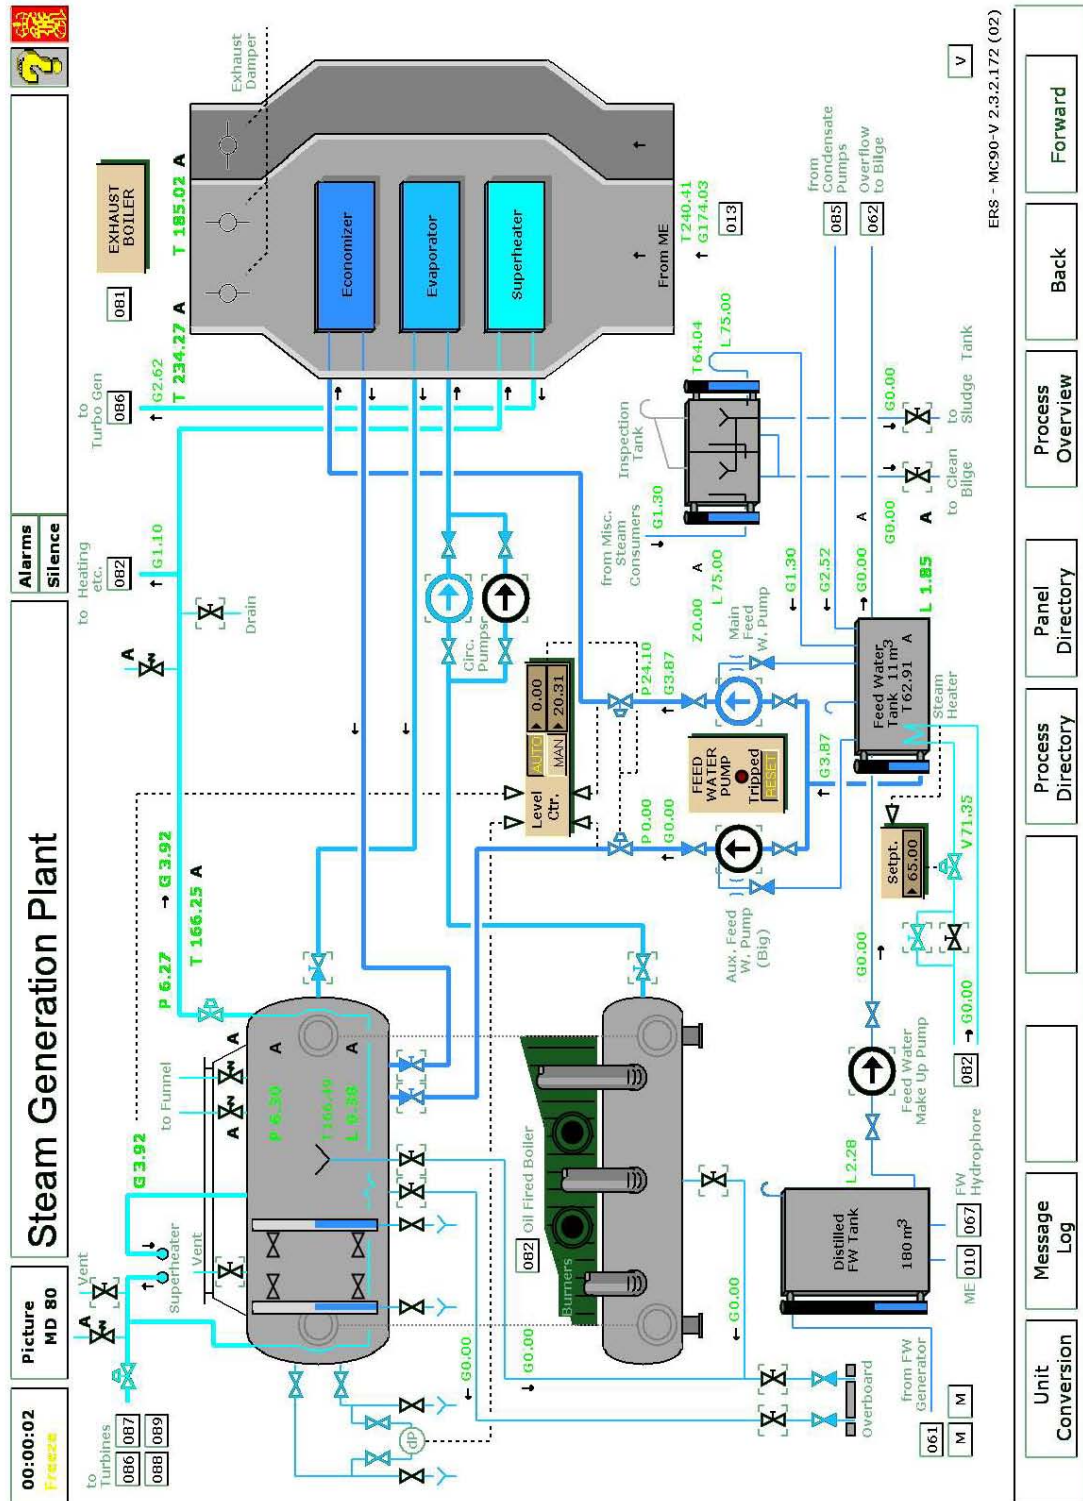 00:00:02
Freeze
Picture
MD 80
Steam Generation Plant
Alarms
Silence
to
Turbines
086
087
088
089
Vent
A
Superheater
Vent
G 3.92
to Funnel
A
A
P 6.27
→ G 3.92
T 166.25 A
A
to Heating
etc.
082
G1.10
Drain
to
Turbo Gen
086
G2.62
T 234.27 A
081
EXHAUST
BOILER
T 185.02 A
Exhaust
Damper
P 6.30
A
T166.49
A
L 0.38
Economizer
Evaporator
Superheater
From ME
T240.41
G174.03
013
Circ.
Pumps
Level
Ctr.
AUTO
MAN
0.00
20.31
dP
G0.00
G0.00
082
Oil Fired Boiler
Burners
G0.00
P 0.00
G0.00
P 24.10
G3.87
Aux. Feed
W. Pump
(Big)
FEED
WATER
PUMP
Tripped
RESET
Main
Feed
W. Pump
G3.87
from Misc.
Steam
Consumers
G1.30
Inspection
Tank
T 64.04
L 75.00
Z0.00
A
L 75.00
G1.30
G2.52
G0.00
A
G0.00
G0.00
to Clean
Bilge
to
Sludge Tank
from
Condensate
Pumps
085
Overflow
to Bilge
062
L 1.85
A
Feed Water
Tank 11 m3
T 62.91
A
Steam
Heater
Setpt.
65.00
V71.35
G0.00
G0.00
082
Feed Water
Make Up Pump
L 2.28
Distilled
FW Tank
180 m3
ME
010
067
FW
Hydrophore
Overboard
from FW
Generator
061
M
M
V
ERS - MC90-V 2.3.2.172 (02)
Unit
Conversion
Message
Log
Process
Directory
Panel
Directory
Process
Overview
Back
Forward